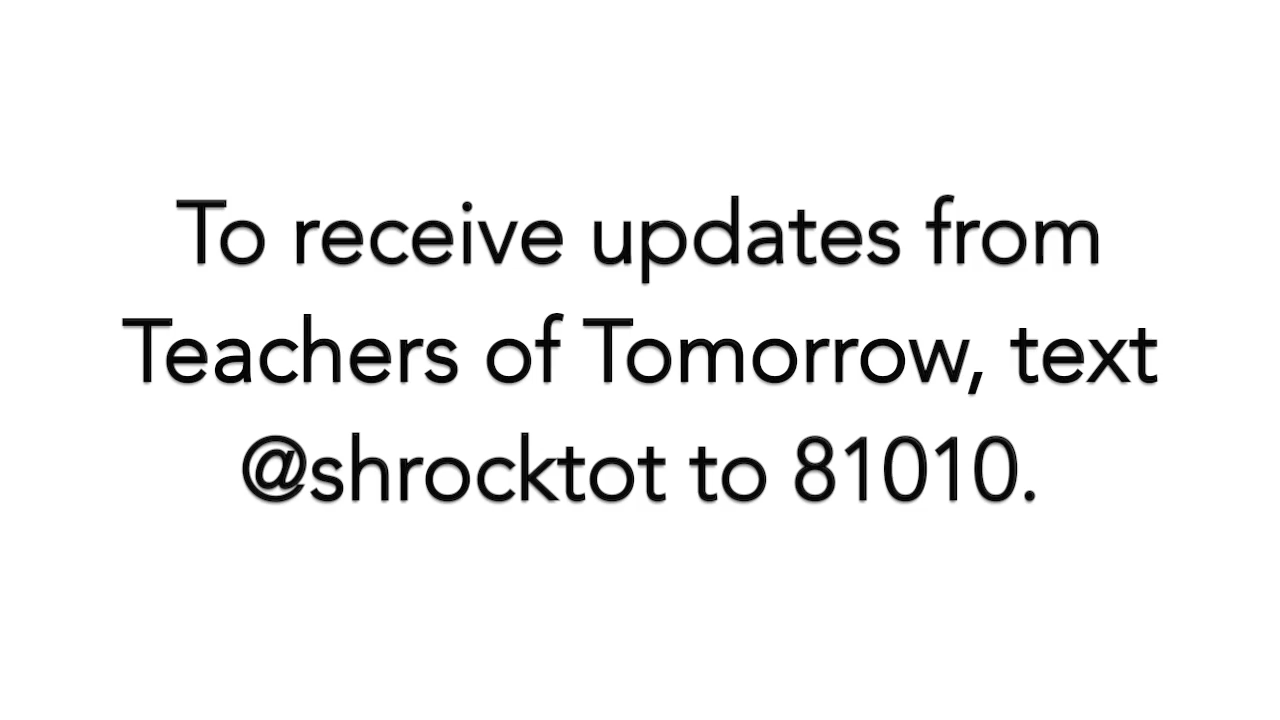 To receive updates from
Teachers of Tomorrow, text
@shrocktot to 81010.